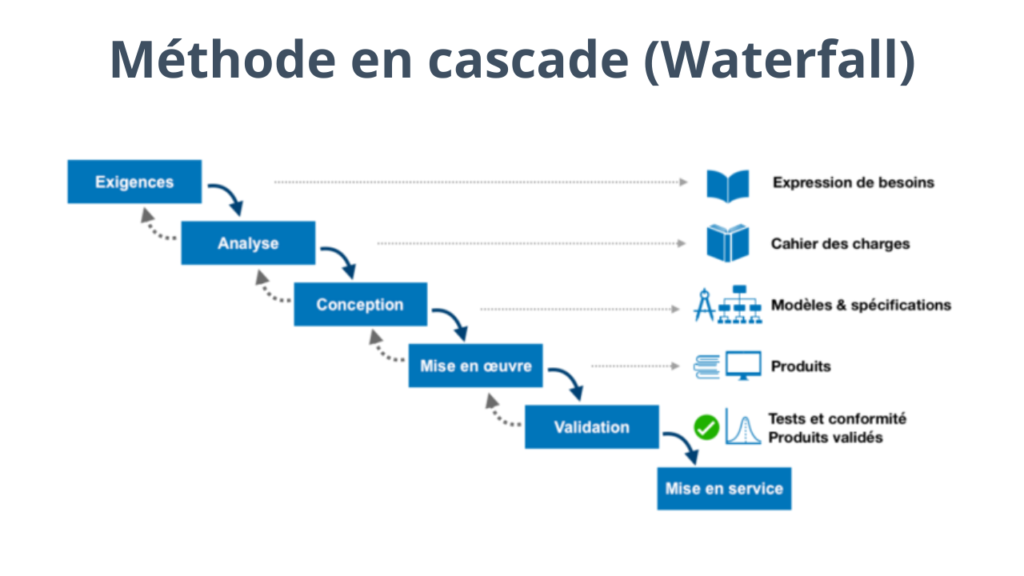 Méthode en cascade (Waterfall)
Exigences
Expression de besoins
Analyse
Cahier des charges
Conception
Modèles & spécifications
Mise en œuvre
Produits
Validation
Tests et conformité
Produits validés
Mise en service